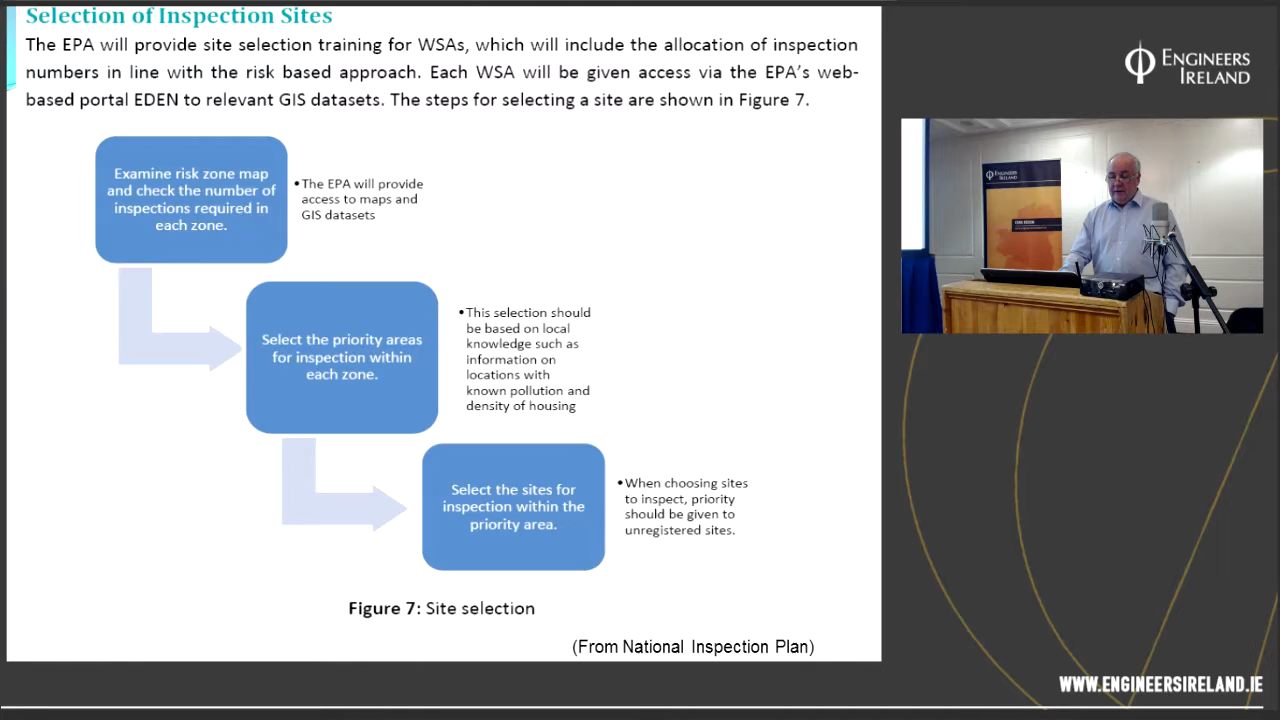 Selection of Inspection Sites
The EPA will provide site selection training for WSAs, which will include the allocation of inspection
numbers in line with the risk based approach. Each WSA will be given access via the EPA's web-
based portal EDEN to relevant GIS datasets. The steps for selecting a site are shown in Figure 7.
Examine risk zone map
and check the number of
inspections required in
each zone.
•The EPA will provide
access to maps and
GIS datasets
Select the priority areas
for inspection within
each zone.
•This selection should
be based on local
knowledge such as
information on
locations with
known pollution and
density of housing
Select the sites for
inspection within the
priority area.
•When choosing sites
to inspect, priority
should be given to
unregistered sites.
Figure 7: Site selection
(From National Inspection Plan)
ENGINEERS
IRELAND
ENGINEERS
IRELAND
WWW.ENGINEERSIRELAND.IE